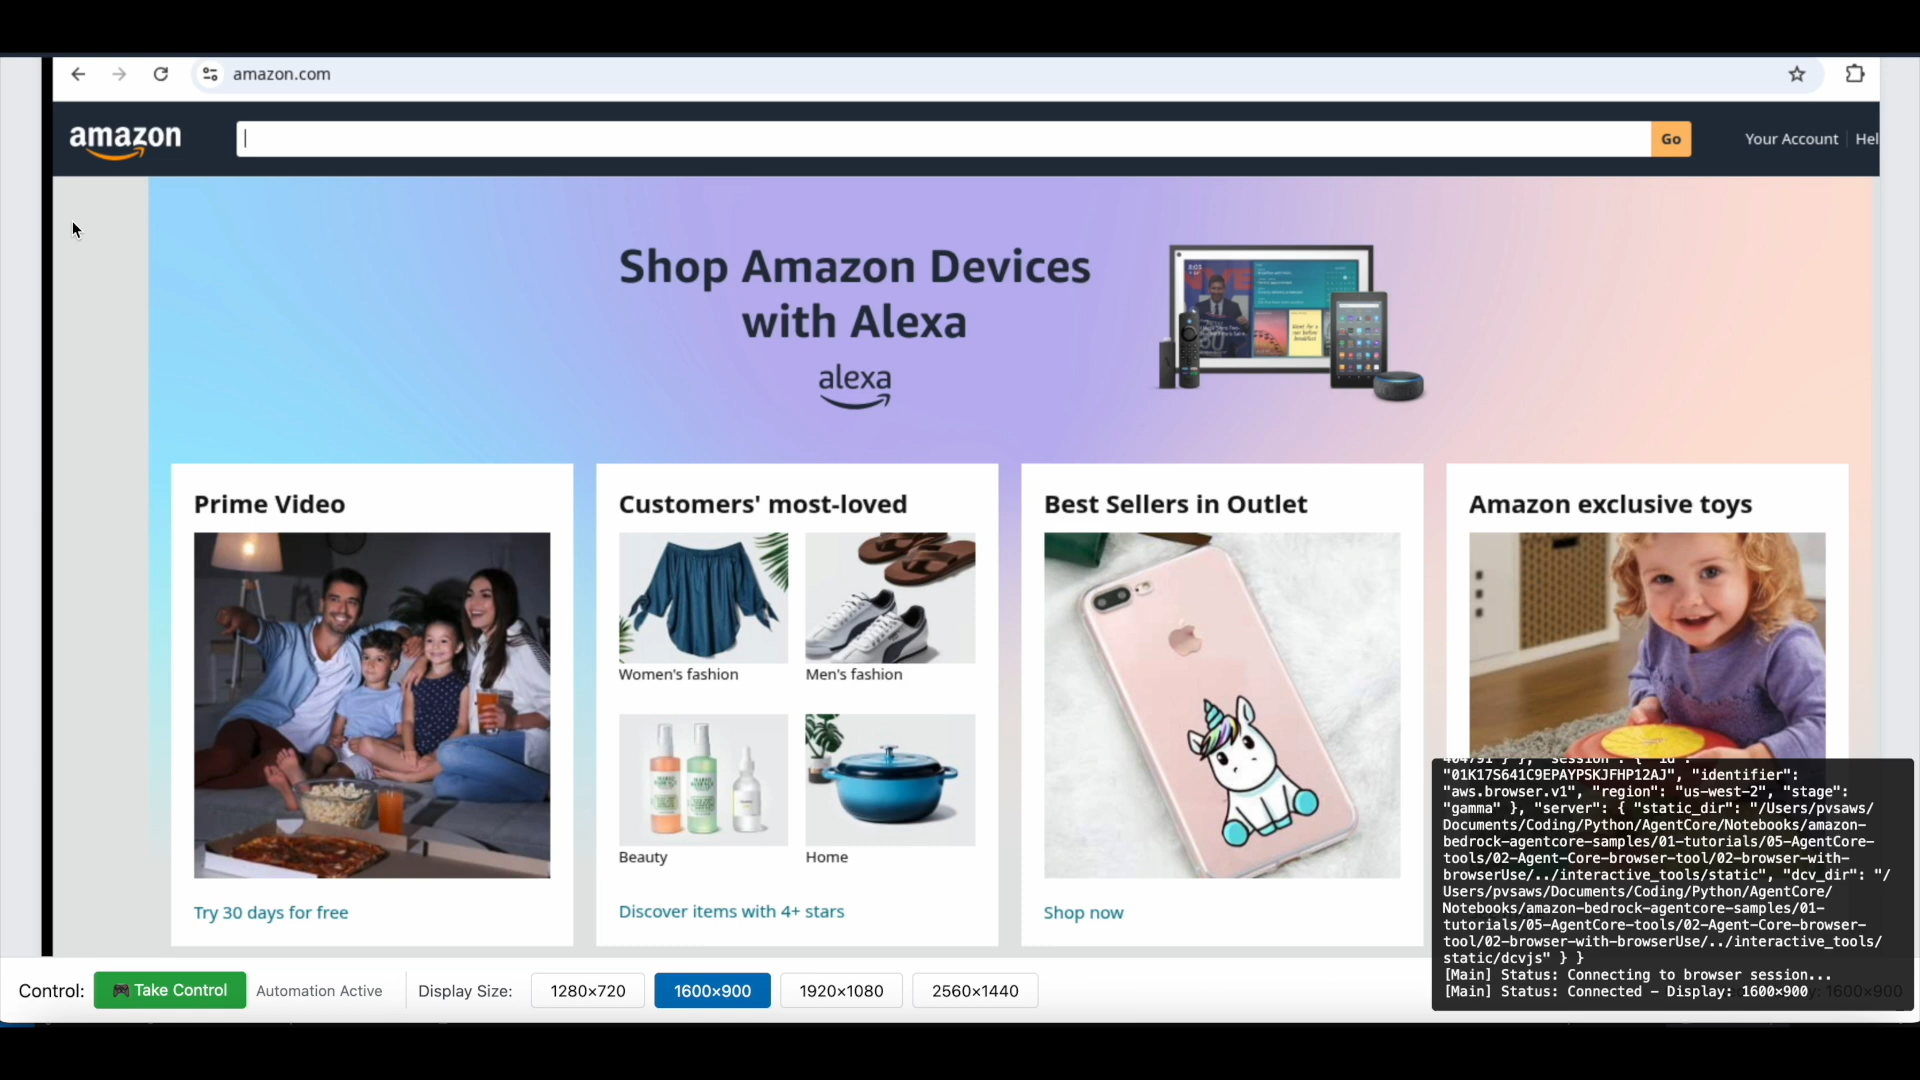 amazon.com
amazon
Go
Your Account
Hel
Shop Amazon Devices
with Alexa
alexa
Prime Video
Try 30 days for free
Customers' most-loved
Women's fashion
Men's fashion
Beauty
Home
Discover items with 4+ stars
Best Sellers in Outlet
Shop now
Amazon exclusive toys
"01K17S641C9EPAYPSKJFHP12AJ", "identifier":
"aws.browser.v1", "region": "us-west-2", "stage":
"gamma" }, "server": { "static_dir": "/Users/pvsaws/
Documents/Coding/Python/AgentCore/Notebooks/amazon-
bedrock-agentcore-samples/01-tutorials/05-AgentCore-
tools/02-Agent-Core-browser-tool/02-browser-with-
browserUse/../interactive_tools/static", "dcv_dir": "/
Users/pvsaws/Documents/Coding/Python/AgentCore/
Notebooks/amazon-bedrock-agentcore-samples/01-
tutorials/05-AgentCore-tools/02-Agent-Core-browser-
tool/02-browser-with-browserUse/../interactive_tools/
static/dcvjs" } }
[Main] Status: Connecting to browser session...
[Main] Status: Connected – Display: 1600×900
Control:
Take Control
Automation Active
Display Size:
1280×720
1600×900
1920×1080
2560×1440